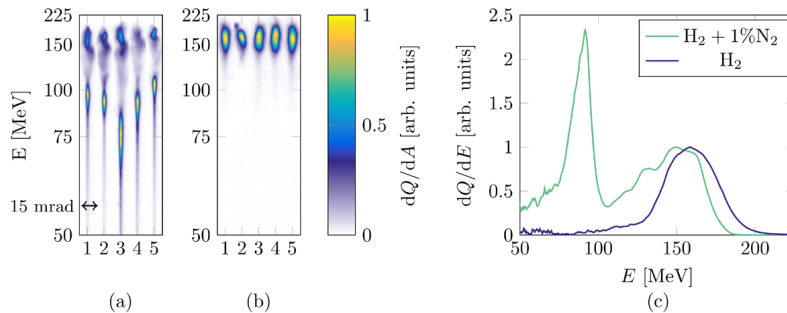 225
150
100
75
50
E [MeV]
15 mrad
1 2 3 4 5
(a)
225
150
100
75
50
1 2 3 4 5
(b)
1
0.5
0
dQ/dA [arb. units]
2.5
2
1.5
1
0.5
0
dQ/dE [arb. units]
H₂ + 1%N₂
H₂
50 100 150 200
E [MeV]
(c)